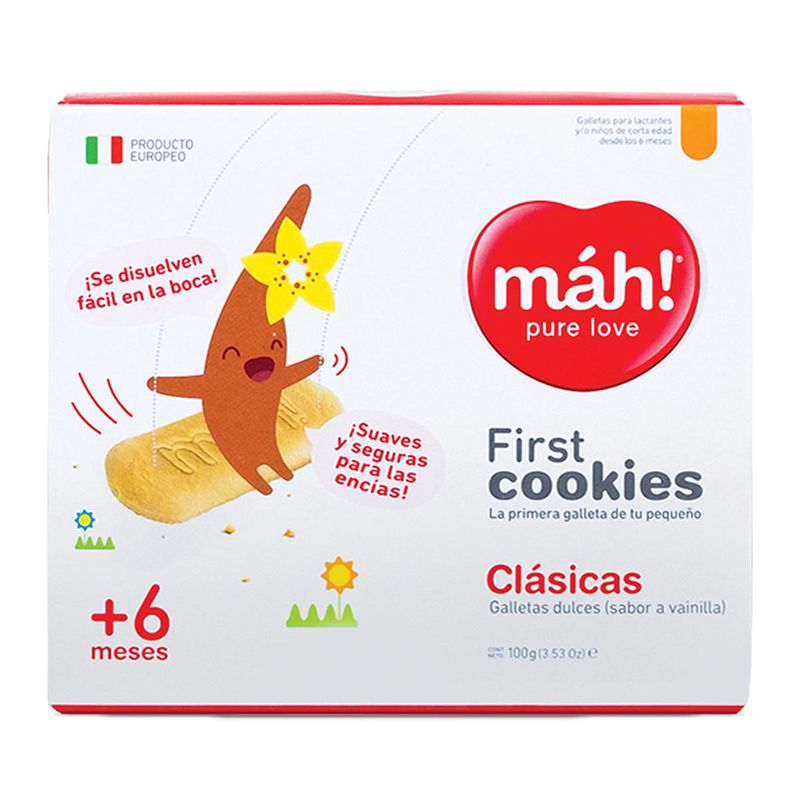 PRODUCTO
EUROPEO
Galletas para lactantes
y/o niños de corta edad
desde los 6 meses
¡Se disuelven
fácil en la boca!
máh!®
pure love
¡Suaves
y seguras
para las
encías!
First
cookies
La primera galleta de tu pequeño
+6
meses
Clásicas
Galletas dulces (sabor a vainilla)
CONT.
NETO
100g (3.53 Oz) ℮